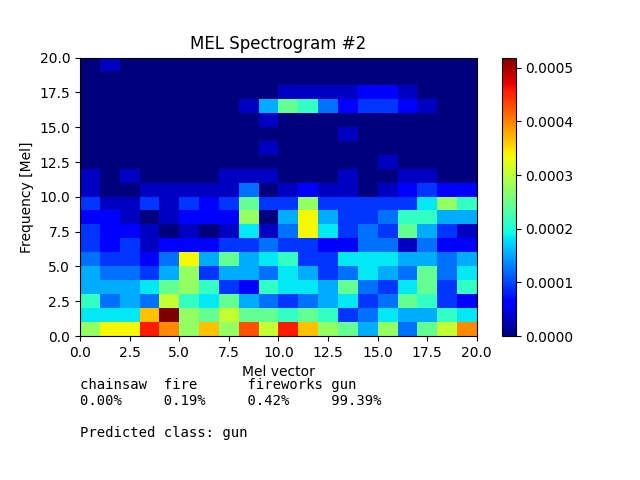 MEL Spectrogram #2
Frequency [Mel]
20.0
17.5
15.0
12.5
10.0
7.5
5.0
2.5
0.0
0.0 2.5 5.0 7.5 10.0 12.5 15.0 17.5 20.0
Mel vector
0.0005
0.0004
0.0003
0.0002
0.0001
0.0000
chainsaw fire fireworks gun
0.00% 0.19% 0.42% 99.39%
Predicted class: gun